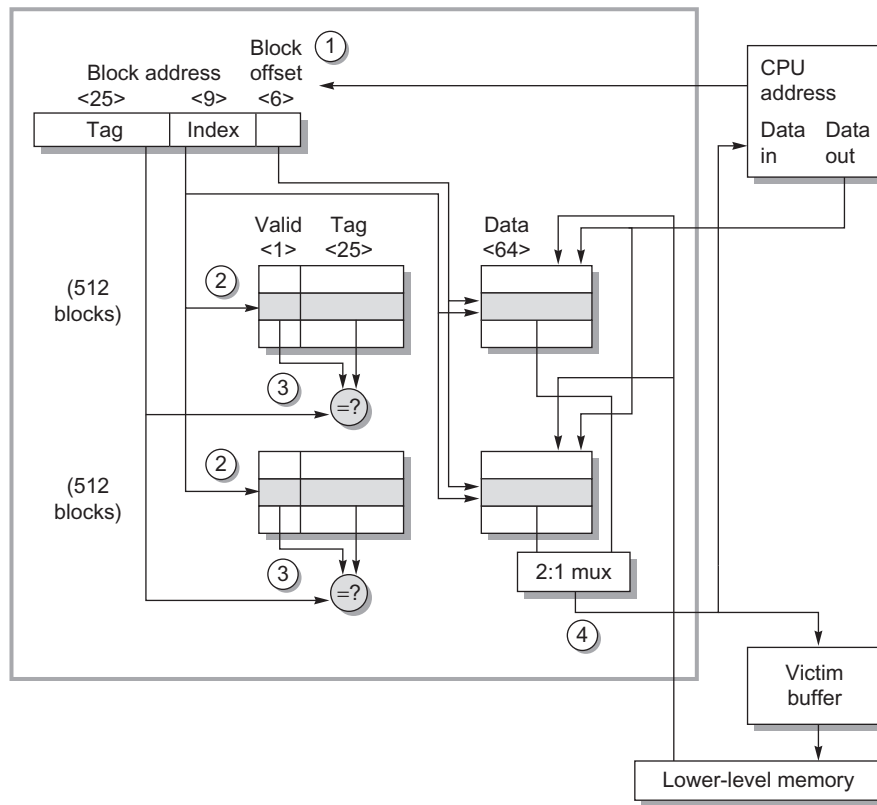 Block
offset
1
Block address
<25>
<9>
<6>
Tag
Index
CPU
address
Data
in
Data
out
Valid
<1>
Tag
<25>
Data
<64>
(512
blocks)
2
3
=?
(512
blocks)
2
3
=?
2:1 mux
4
Victim
buffer
Lower-level memory